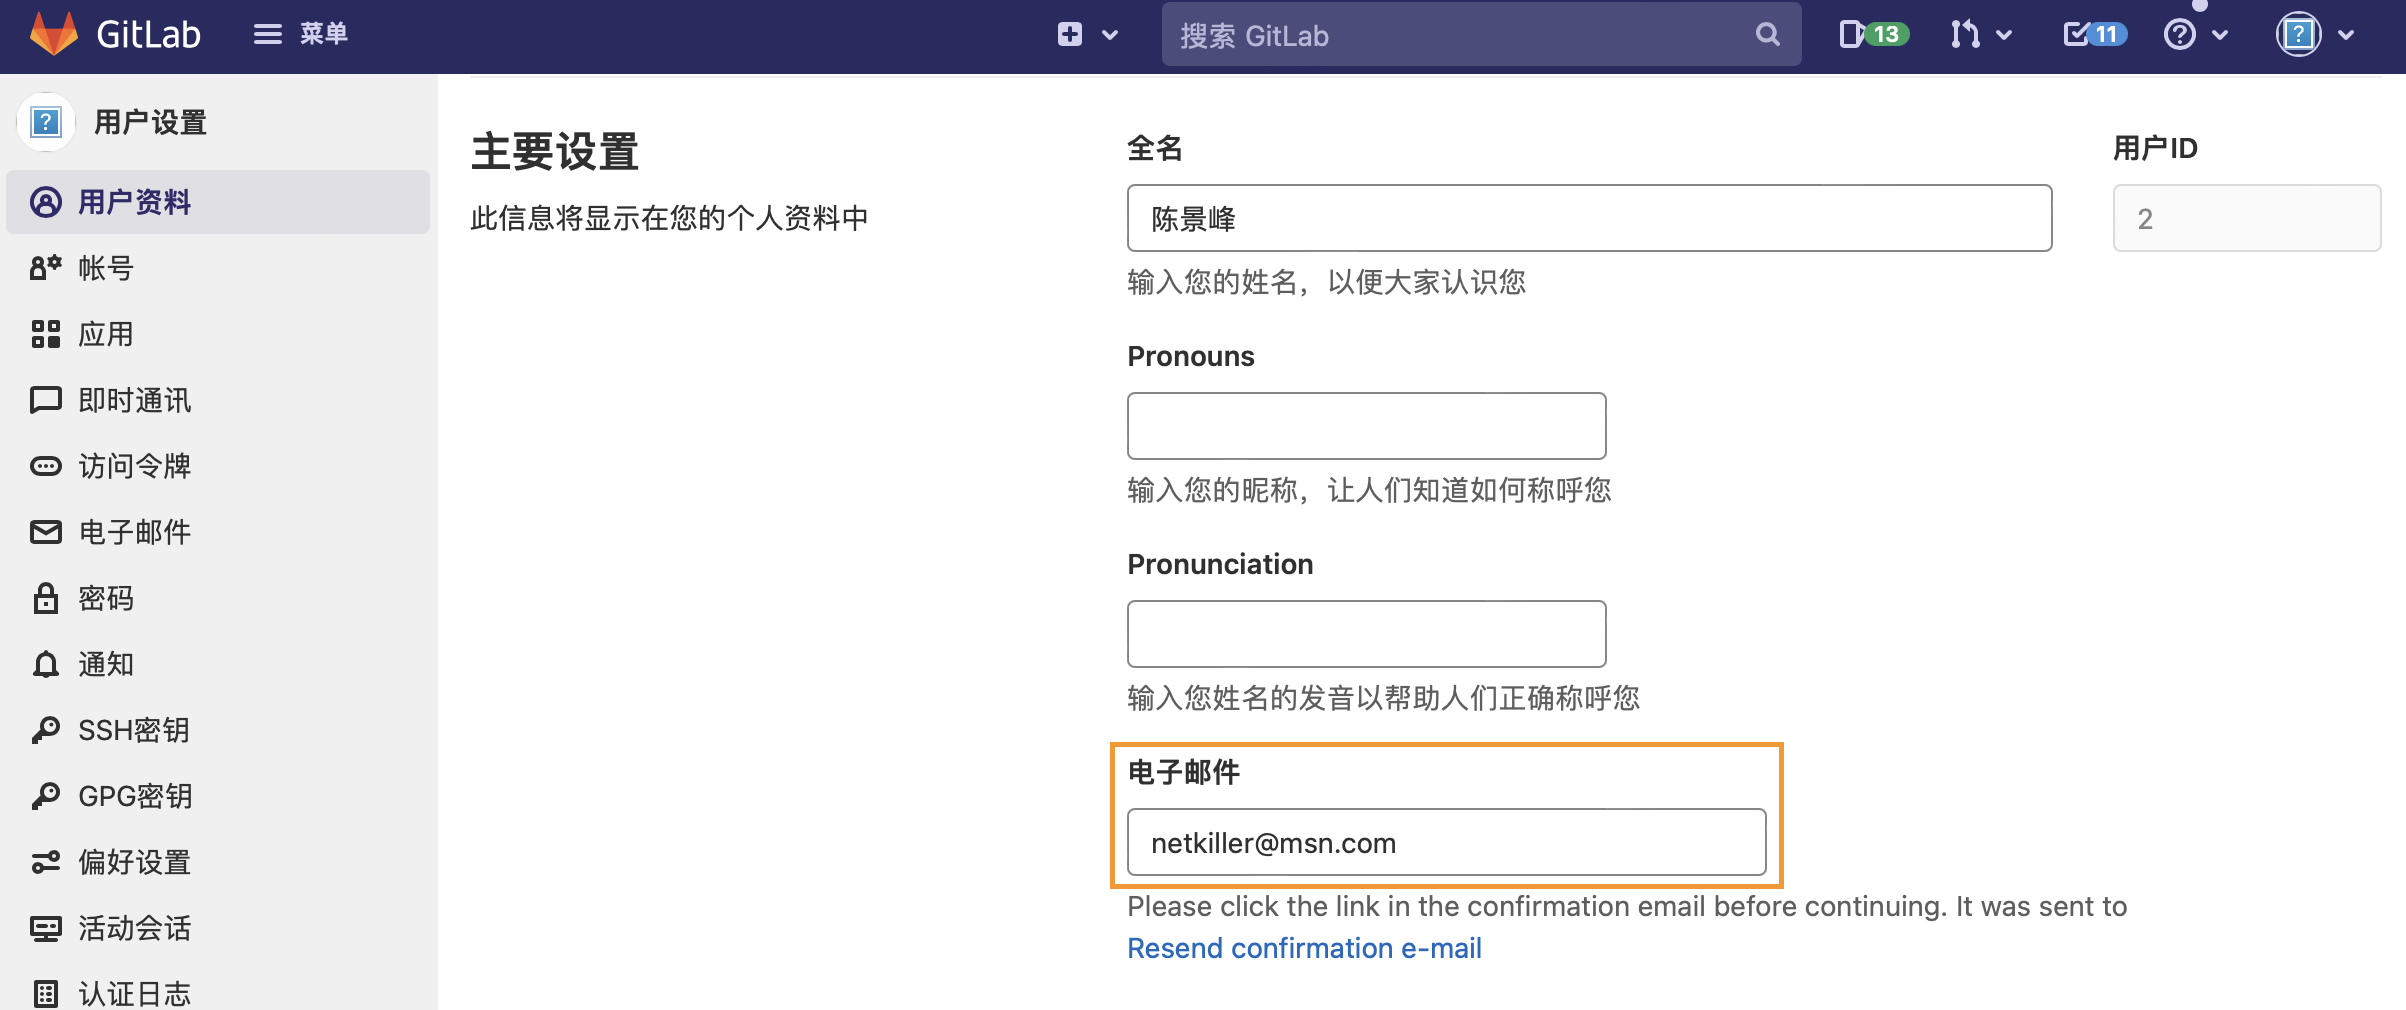 GitLab 菜单 搜索 GitLab 13 11
用户设置
用户资料
帐号
应用
即时通讯
访问令牌
电子邮件
密码
通知
SSH密钥
GPG密钥
偏好设置
活动会话
认证日志
主要设置
此信息将显示在您的个人资料中
全名
陈景峰
输入您的姓名，以便大家认识您
用户ID
2
Pronouns
输入您的昵称，让人们知道如何称呼您
Pronunciation
输入您姓名的发音以帮助人们正确称呼您
电子邮件
netkiller@msn.com
Please click the link in the confirmation email before continuing. It was sent to
Resend confirmation e-mail